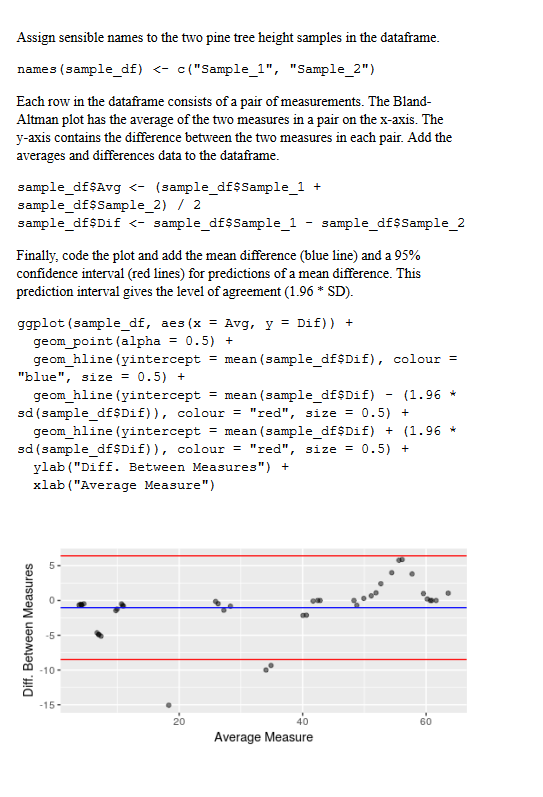 Assign sensible names to the two pine tree height samples in the dataframe.
names(sample_df) <- c("Sample_1", "Sample_2")
Each row in the dataframe consists of a pair of measurements. The Bland-
Altman plot has the average of the two measures in a pair on the x-axis. The
y-axis contains the difference between the two measures in each pair. Add the
averages and differences data to the dataframe.
sample_df$Avg <- (sample_df$Sample_1 +
sample_df$Sample_2) / 2
sample_df$Dif <- sample_df$Sample_1 - sample_df$Sample_2
Finally, code the plot and add the mean difference (blue line) and a 95%
confidence interval (red lines) for predictions of a mean difference. This
prediction interval gives the level of agreement (1.96 * SD).
ggplot(sample_df, aes(x = Avg, y = Dif)) +
geom_point(alpha = 0.5) +
geom_hline(yintercept = mean(sample_df$Dif), colour =
"blue", size = 0.5) +
geom_hline(yintercept = mean(sample_df$Dif) - (1.96 *
sd(sample_df$Dif)), colour = "red", size = 0.5) +
geom_hline(yintercept = mean(sample_df$Dif) + (1.96 *
sd(sample_df$Dif)), colour = "red", size = 0.5) +
ylab("Diff. Between Measures") +
xlab("Average Measure")
Diff. Between Measures
5
0
-5
-10
-15
20 40 60
Average Measure